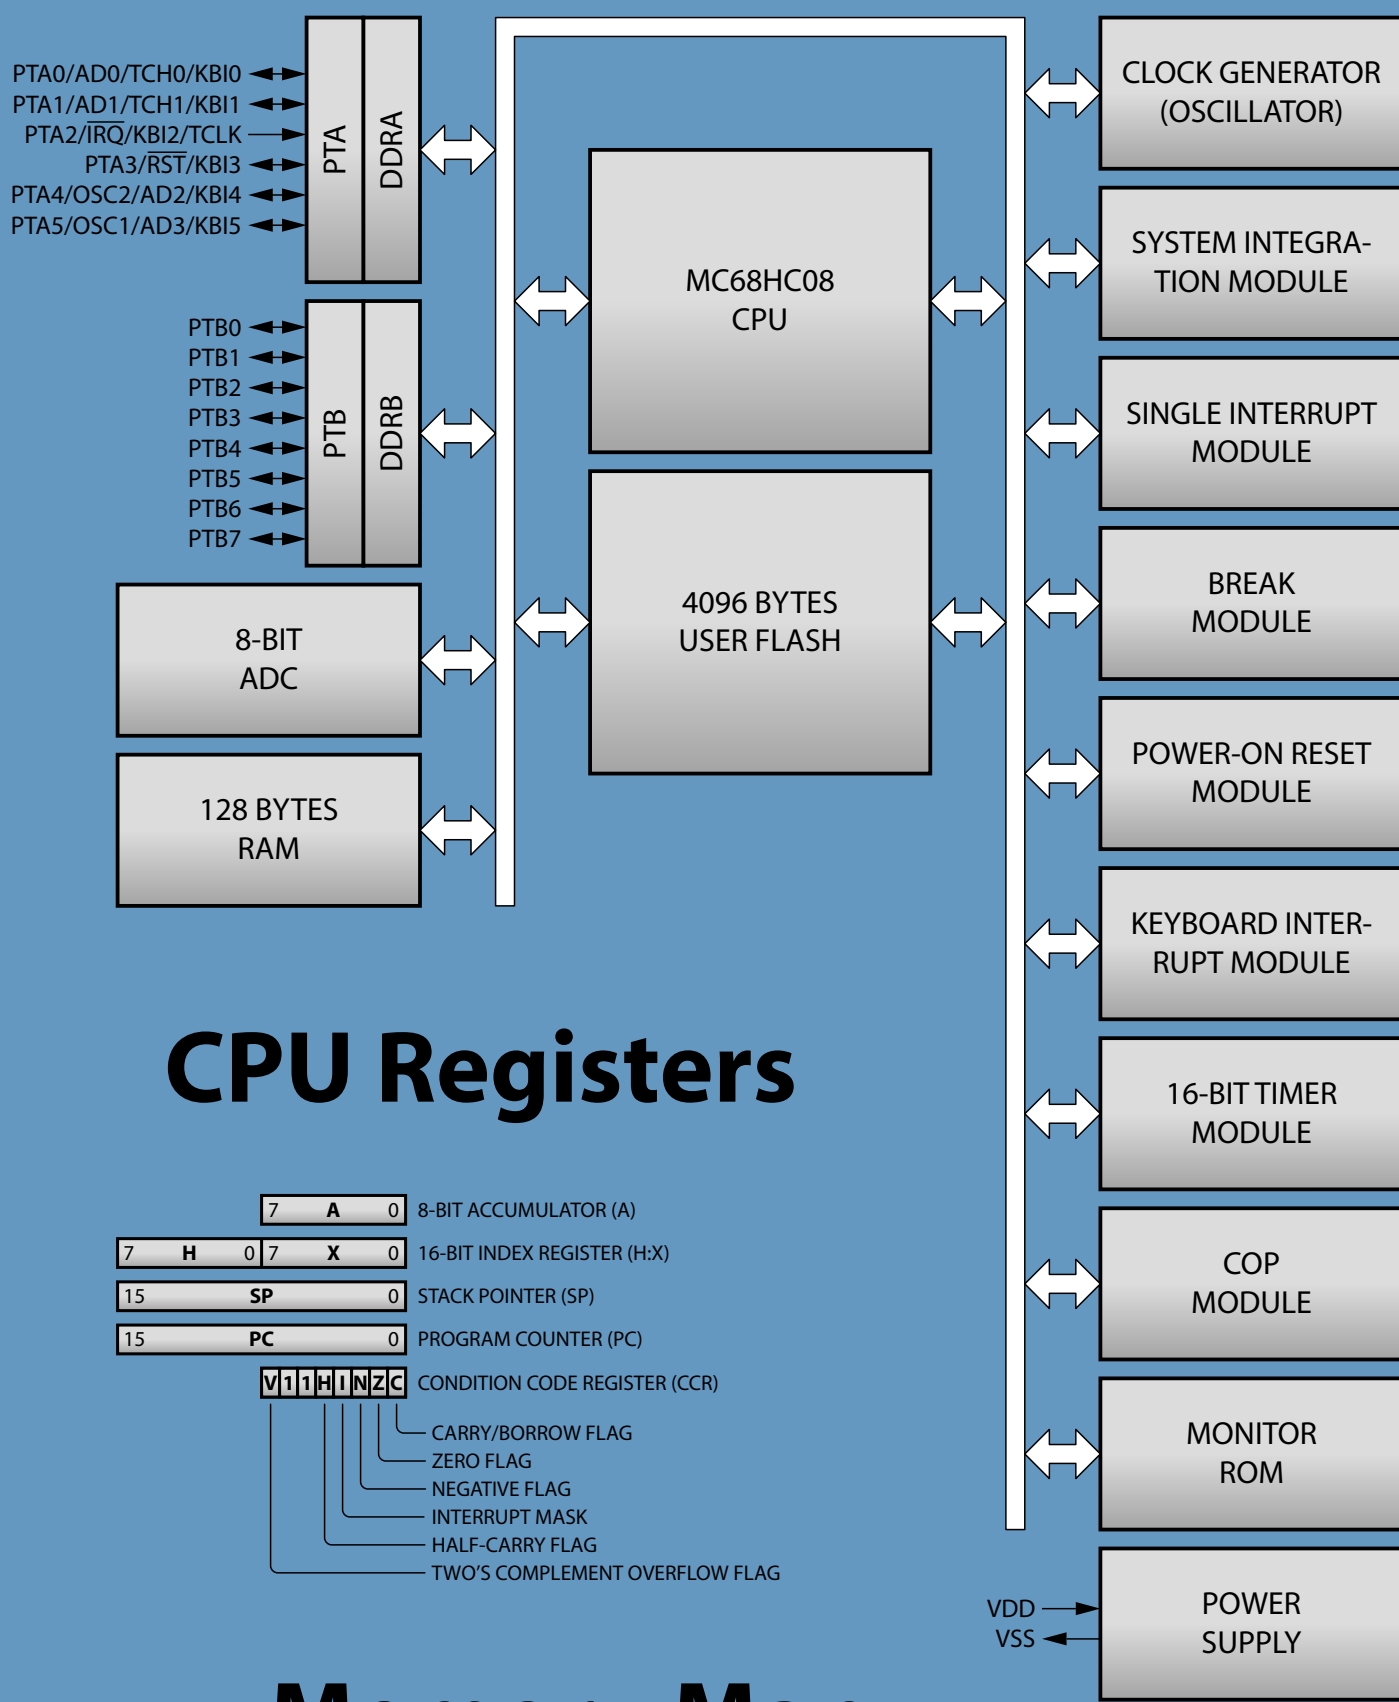 PTA0/AD0/TCH0/KBI0
PTA1/AD1/TCH1/KBI1
PTA2/IRQ/KBI2/TCLK
PTA3/RST/KBI3
PTA4/OSC2/AD2/KBI4
PTA5/OSC1/AD3/KBI5
PTA
DDRA
PTB0
PTB1
PTB2
PTB3
PTB4
PTB5
PTB6
PTB7
PTB
DDRB
8-BIT
ADC
128 BYTES
RAM
MC68HC08
CPU
4096 BYTES
USER FLASH
CLOCK GENERATOR
(OSCILLATOR)
SYSTEM INTEGRA-
TION MODULE
SINGLE INTERRUPT
MODULE
BREAK
MODULE
POWER-ON RESET
MODULE
KEYBOARD INTER-
RUPT MODULE
16-BIT TIMER
MODULE
COP
MODULE
MONITOR
ROM
VDD
VSS
POWER
SUPPLY
CPU Registers
7 A 0 8-BIT ACCUMULATOR (A)
7 H 0 7 X 0 16-BIT INDEX REGISTER (H:X)
15 SP 0 STACK POINTER (SP)
15 PC 0 PROGRAM COUNTER (PC)
V 1 1 H I N Z C CONDITION CODE REGISTER (CCR)
CARRY/BORROW FLAG
ZERO FLAG
NEGATIVE FLAG
INTERRUPT MASK
HALF-CARRY FLAG
TWO'S COMPLEMENT OVERFLOW FLAG